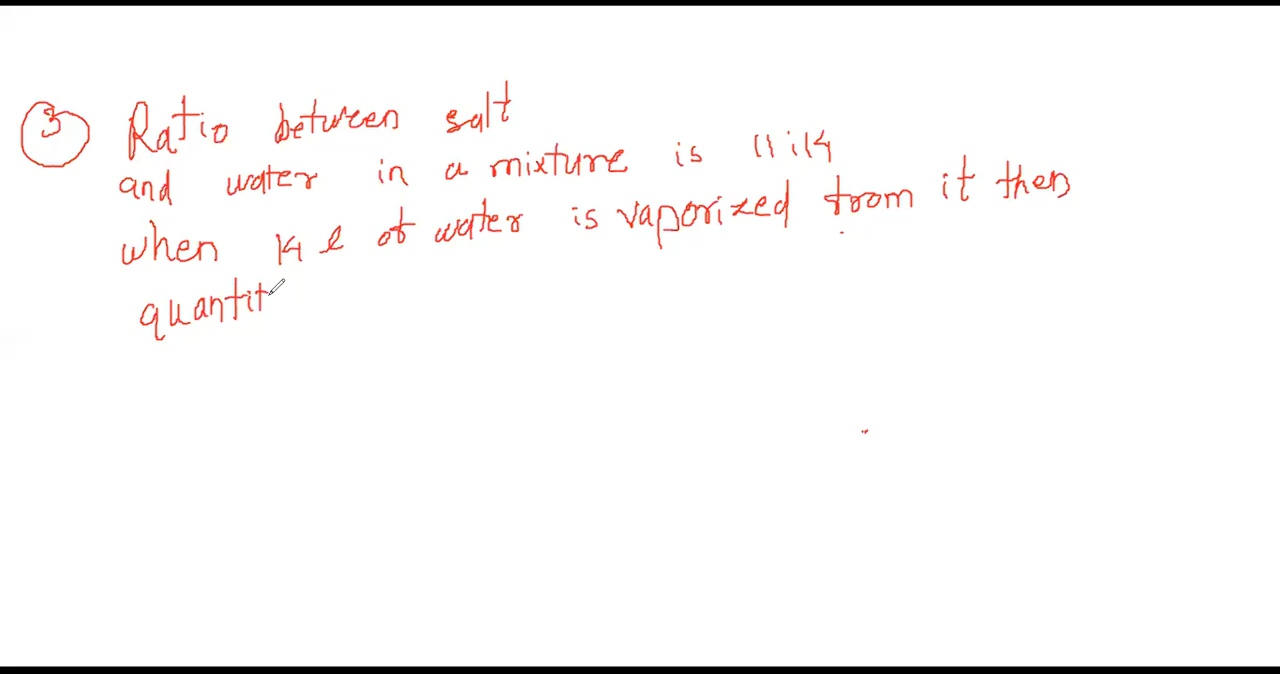 3 Ratio between salt
and water in a mixture is 11:14
when 14 l of water is vaporized from it then
quantit